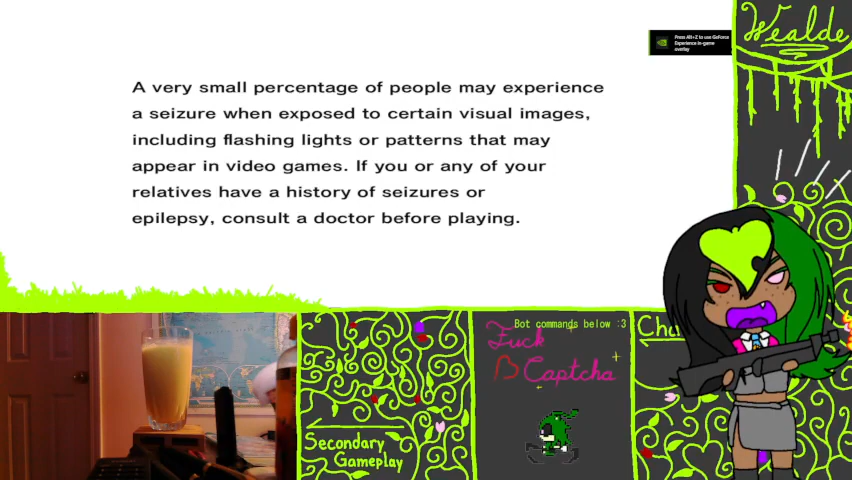 Press Alt+Z to use GeForce
Experience in-game
overlay
Wealde
A very small percentage of people may experience
a seizure when exposed to certain visual images,
including flashing lights or patterns that may
appear in video games. If you or any of your
relatives have a history of seizures or
epilepsy, consult a doctor before playing.
Bot commands below :3
Fuck
Captcha
Cha
Secondary
Gameplay